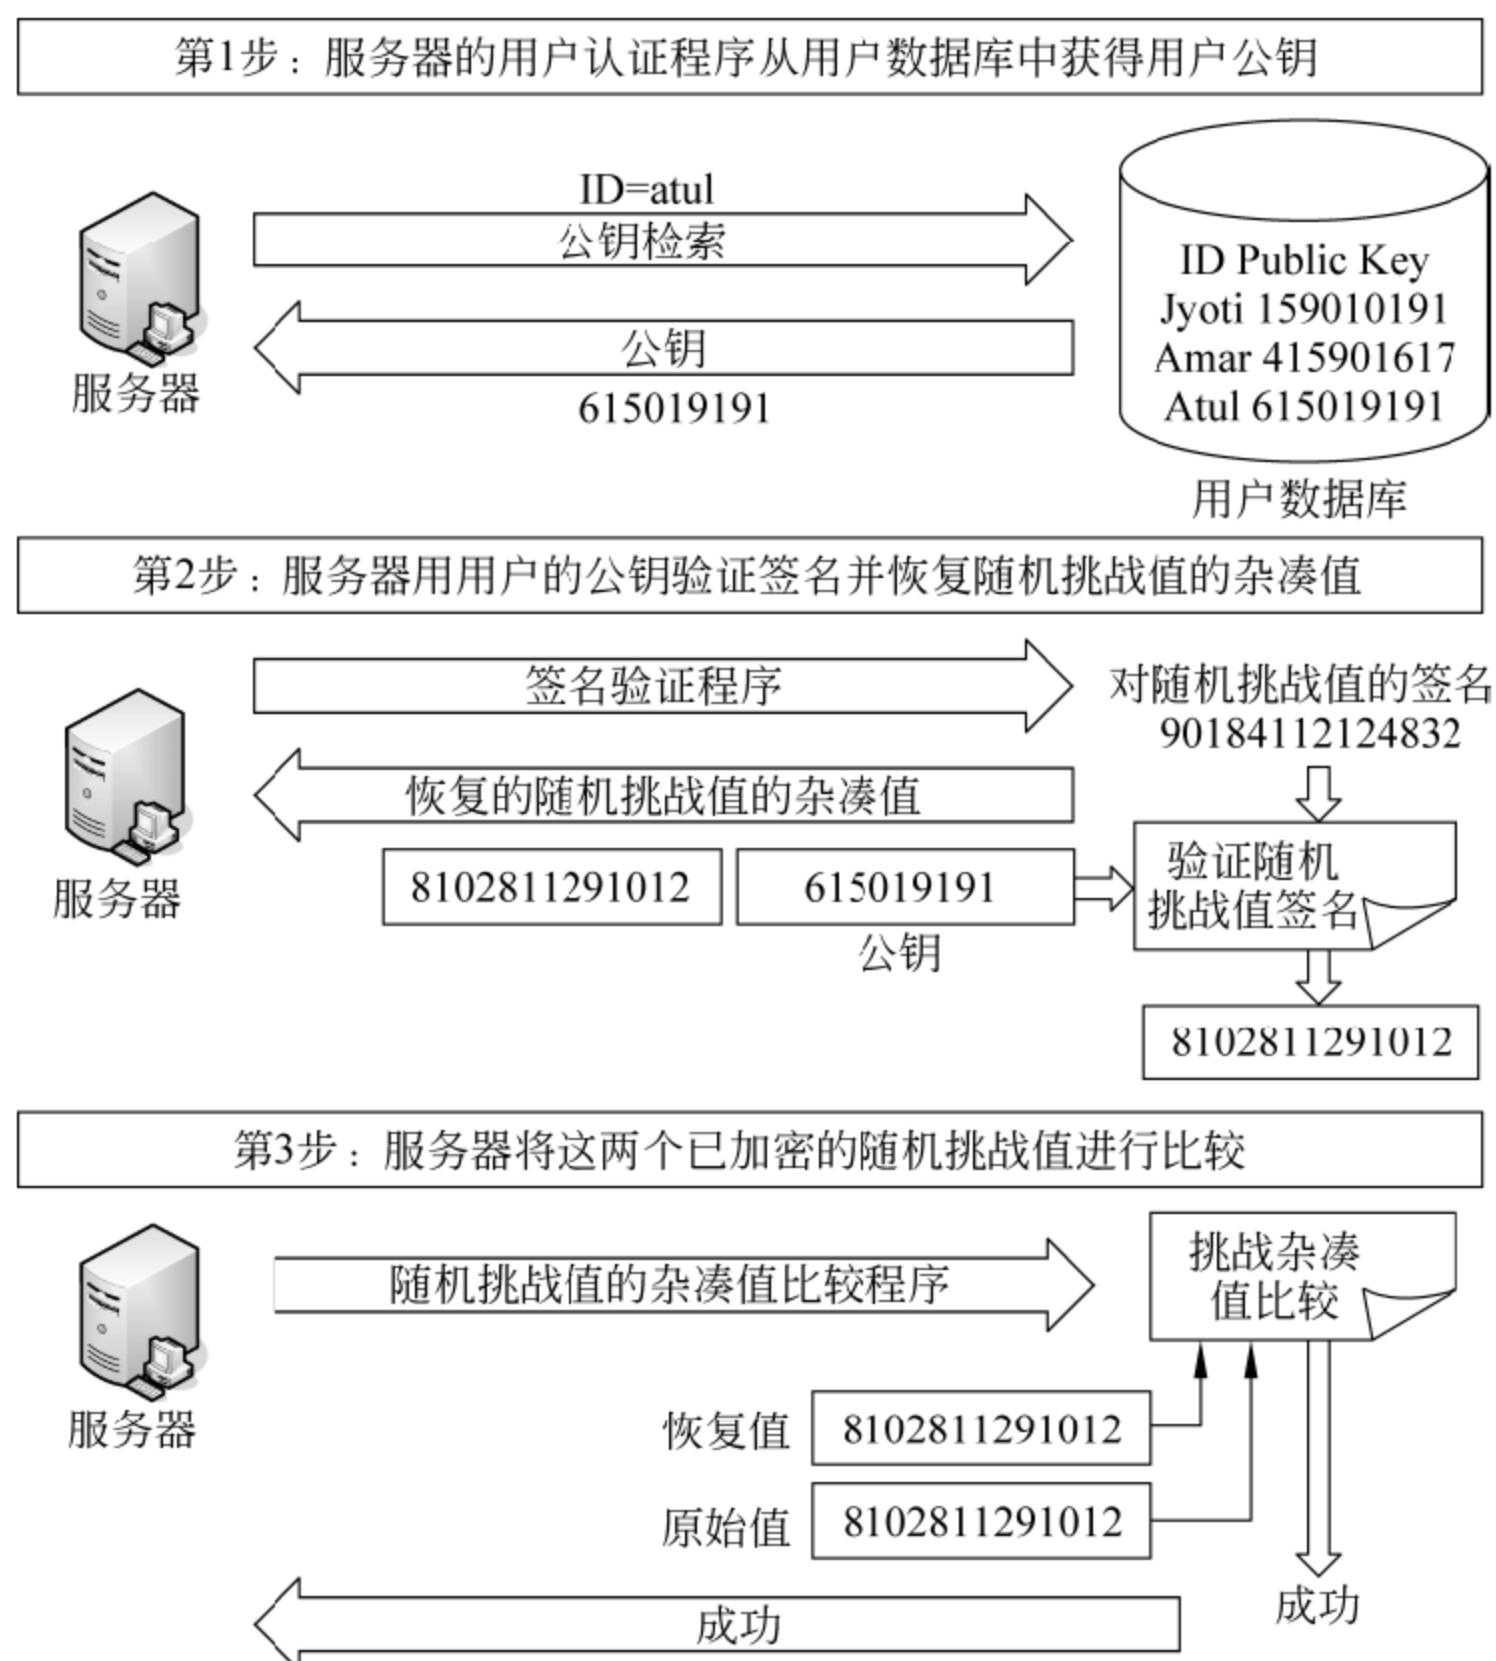 第1步：服务器的用户认证程序从用户数据库中获得用户公钥
ID=atul
公钥检索
公钥
615019191
服务器
ID Public Key
Jyoti 159010191
Amar 415901617
Atul 615019191
用户数据库
第2步：服务器用用户的公钥验证签名并恢复随机挑战值的杂凑值
签名验证程序
对随机挑战值的签名
90184112124832
恢复的随机挑战值的杂凑值
服务器
8102811291012
615019191
公钥
验证随机
挑战值签名
8102811291012
第3步：服务器将这两个已加密的随机挑战值进行比较
随机挑战值的杂凑值比较程序
挑战杂凑
值比较
服务器
恢复值
8102811291012
原始值
8102811291012
成功
成功